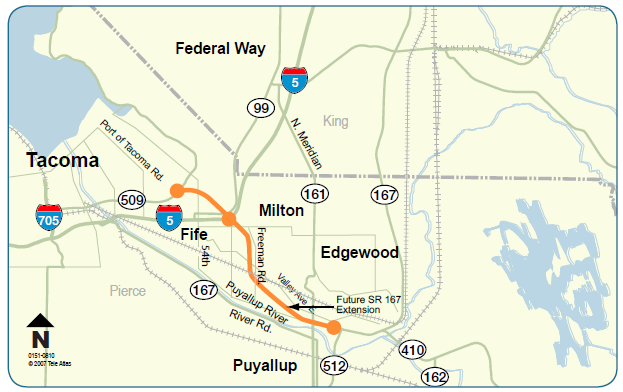 Federal Way
5
99
King
N. Meridian
Port of Tacoma Rd.
Tacoma
509
161
167
705
5
Milton
Fife
54th
Freeman Rd.
Edgewood
Pierce
167
Valley Ave.
Puyallup River
River Rd.
Future SR 167
Extension
N
0151-0810
© 2007 Tele Atlas
Puyallup
512
410
162